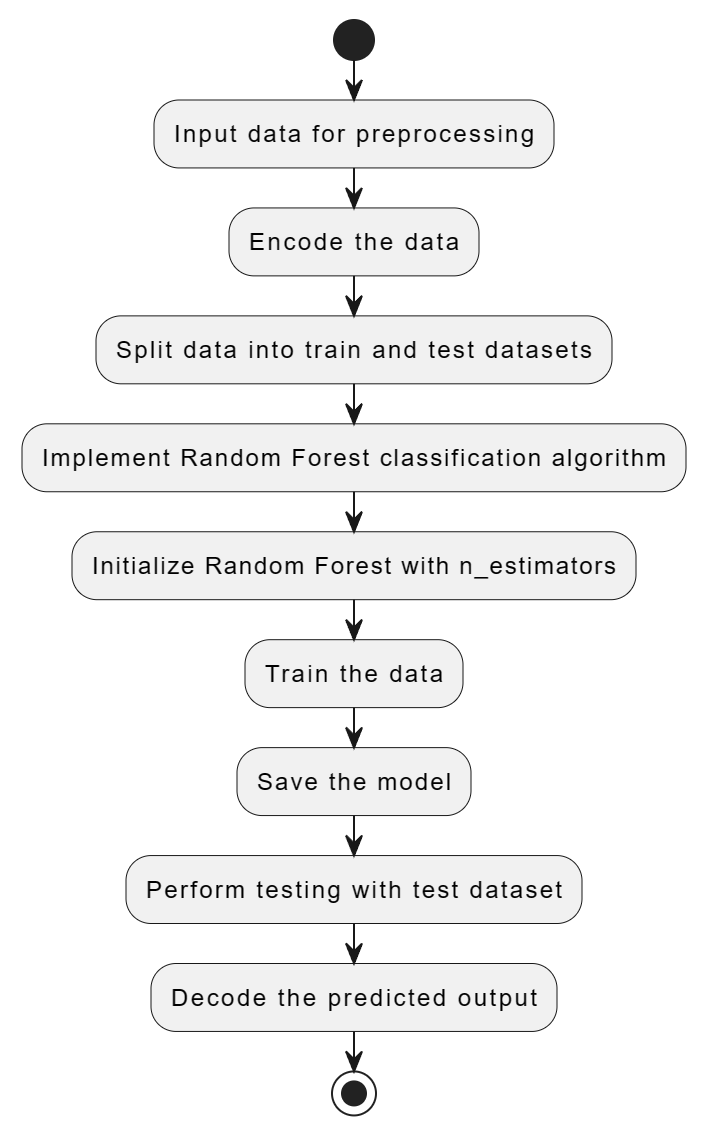 Input data for preprocessing
Encode the data
Split data into train and test datasets
Implement Random Forest classification algorithm
Initialize Random Forest with n_estimators
Train the data
Save the model
Perform testing with test dataset
Decode the predicted output